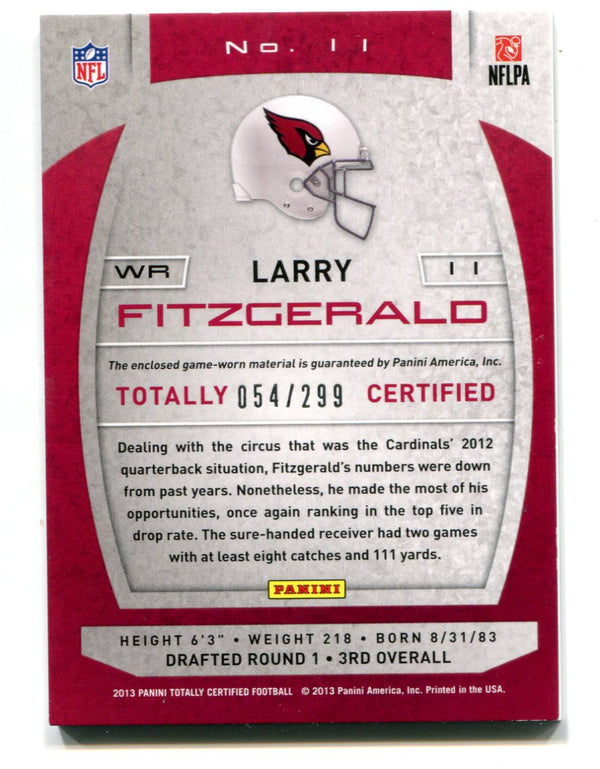 No. 11
NFL
NFLPA
WR
LARRY
11
FITZGERALD
The enclosed game-worn material is guaranteed by Panini America, Inc.
TOTALLY 054/299 CERTIFIED
Dealing with the circus that was the Cardinals' 2012
quarterback situation, Fitzgerald's numbers were down
from past years. Nonetheless, he made the most of his
opportunities, once again ranking in the top five in
drop rate. The sure-handed receiver had two games
with at least eight catches and 111 yards.
PANINI
HEIGHT 6'3" • WEIGHT 218 • BORN 8/31/83
DRAFTED ROUND 1 • 3RD OVERALL
2013 PANINI TOTALLY CERTIFIED FOOTBALL © 2013 Panini America, Inc. Printed in the USA.